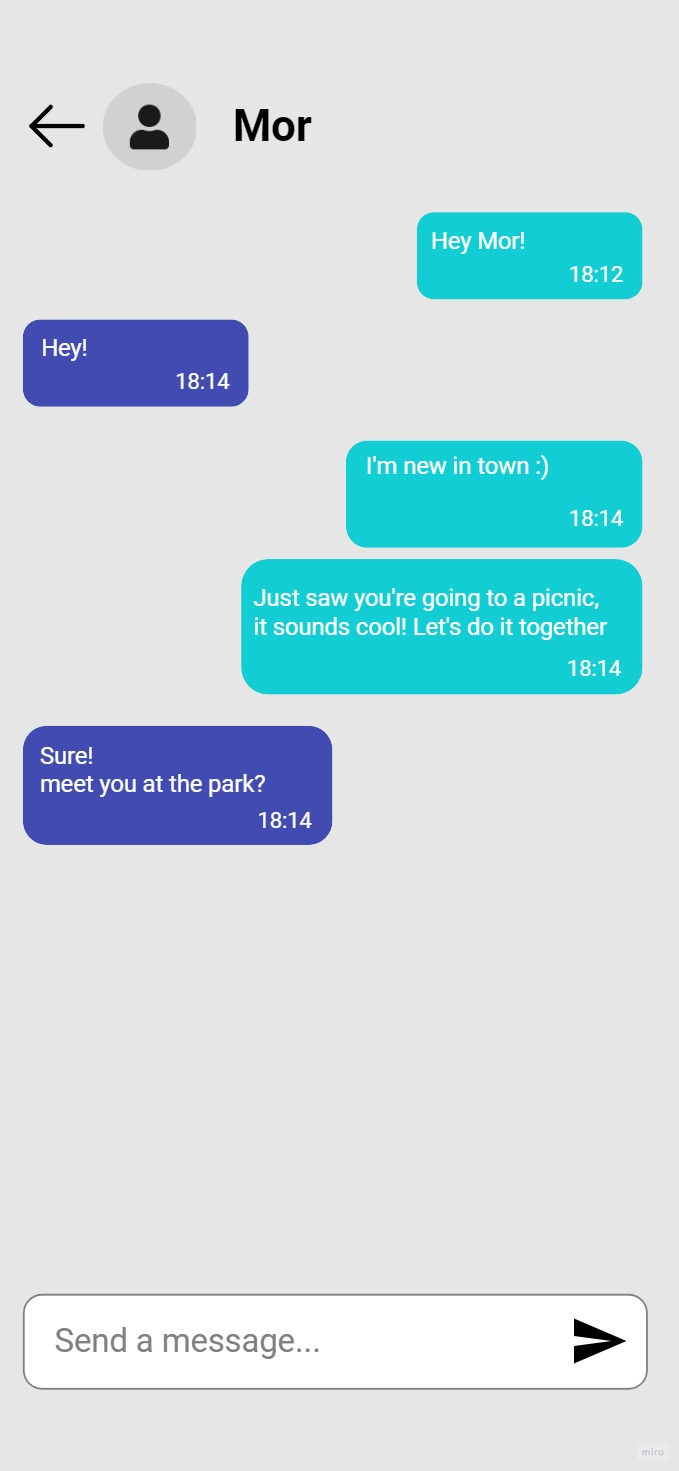 Mor
Hey Mor!
18:12
Hey!
18:14
I'm new in town :)
18:14
Just saw you're going to a picnic,
it sounds cool! Let's do it together
18:14
Sure!
meet you at the park?
18:14
Send a message...
miro